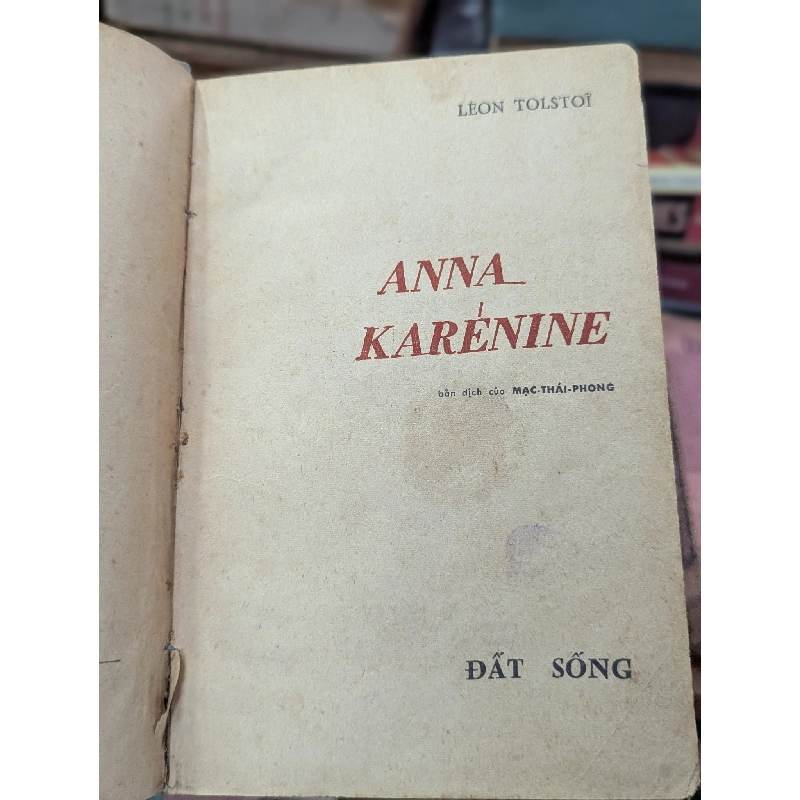 LÉON TOLSTOÏ
ANNA
KARÉNINE
bản dịch của MẠC-THÁI-PHONG
ĐẤT SỐNG